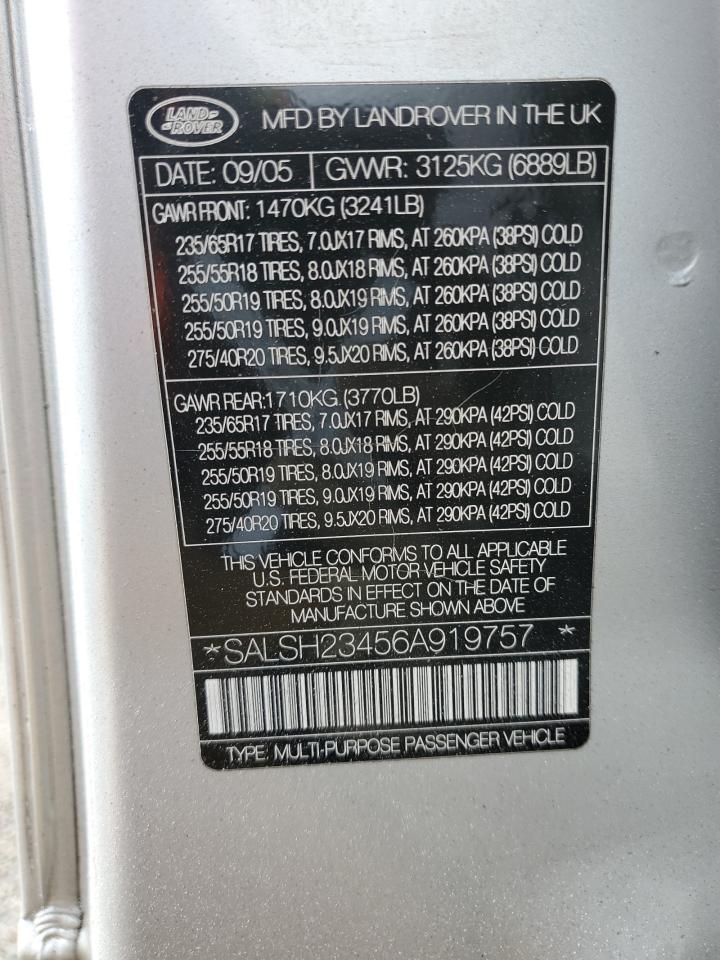 LAND-
ROVER
MFD BY LANDROVER IN THE UK
DATE: 09/05 GVWR: 3125KG (6889LB)
GAWR FRONT: 1470KG (3241LB)
235/65R17 TIRES, 7.0JX17 RIMS, AT 260KPA (38PSI) COLD
255/55R18 TIRES, 8.0JX18 RIMS, AT 260KPA (38PSI) COLD
255/50R19 TIRES, 8.0JX19 RIMS, AT 260KPA (38PSI) COLD
255/50R19 TIRES, 9.0JX19 RIMS, AT 260KPA (38PSI) COLD
275/40R20 TIRES, 9.5JX20 RIMS, AT 260KPA (38PSI) COLD
GAWR REAR:1710KG (3770LB)
235/65R17 TIRES, 7.0JX17 RIMS, AT 290KPA (42PSI) COLD
255/55R18 TIRES, 8.0JX18 RIMS, AT 290KPA (42PSI) COLD
255/50R19 TIRES, 8.0JX19 RIMS, AT 290KPA (42PSI) COLD
255/50R19 TIRES, 9.0JX19 RIMS, AT 290KPA (42PSI) COLD
275/40R20 TIRES, 9.5JX20 RIMS, AT 290KPA (42PSI) COLD
THIS VEHICLE CONFORMS TO ALL APPLICABLE
U.S. FEDERAL MOTOR VEHICLE SAFETY
STANDARDS IN EFFECT ON THE DATE OF
MANUFACTURE SHOWN ABOVE
*SALSH23456A919757 *
TYPE: MULTI-PURPOSE PASSENGER VEHICLE